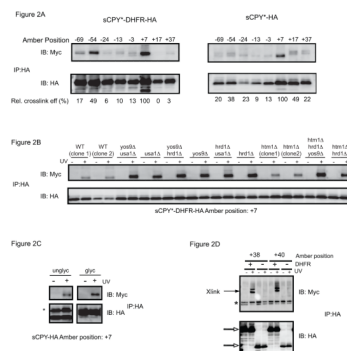 Figure 2A
sCPY*-DHFR-HA
sCPY*-HA
Amber Position -69 -54 -24 -13 -3 +7 +17 +37
-69 -54 -24 -13 -3 +7 +17 +37
IB: Myc
IP:HA
IB: HA
Rel. crosslink eff (%) 17 49 6 10 13 100 0 3
20 38 23 9 13 100 49 22
Figure 2B
WT (clone 1) WT (clone 2) yos9Δ usa1Δ usa1Δ yos9Δ hrd1Δ yos9Δ hrd1Δ usa1Δ hrd1Δ htm1Δ (clone1) htm1Δ (clone2) htm1Δ hrd1Δ yos9Δ htm1Δ hrd1Δ
- + - + - + - + - + - + - + - + - + - + - + - + UV
IB: Myc
IP:HA
IB: HA
sCPY*-DHFR-HA Amber position: +7
Figure 2C
unglyc glyc
- + - + UV
IB: Myc
IP:HA
* IB: HA
sCPY-HA Amber position: +7
Figure 2D
+38 +40 Amber position
+ - + - DHFR
- + - + - + - + UV
Xlink
IB: Myc
*
IP:HA
IB: HA